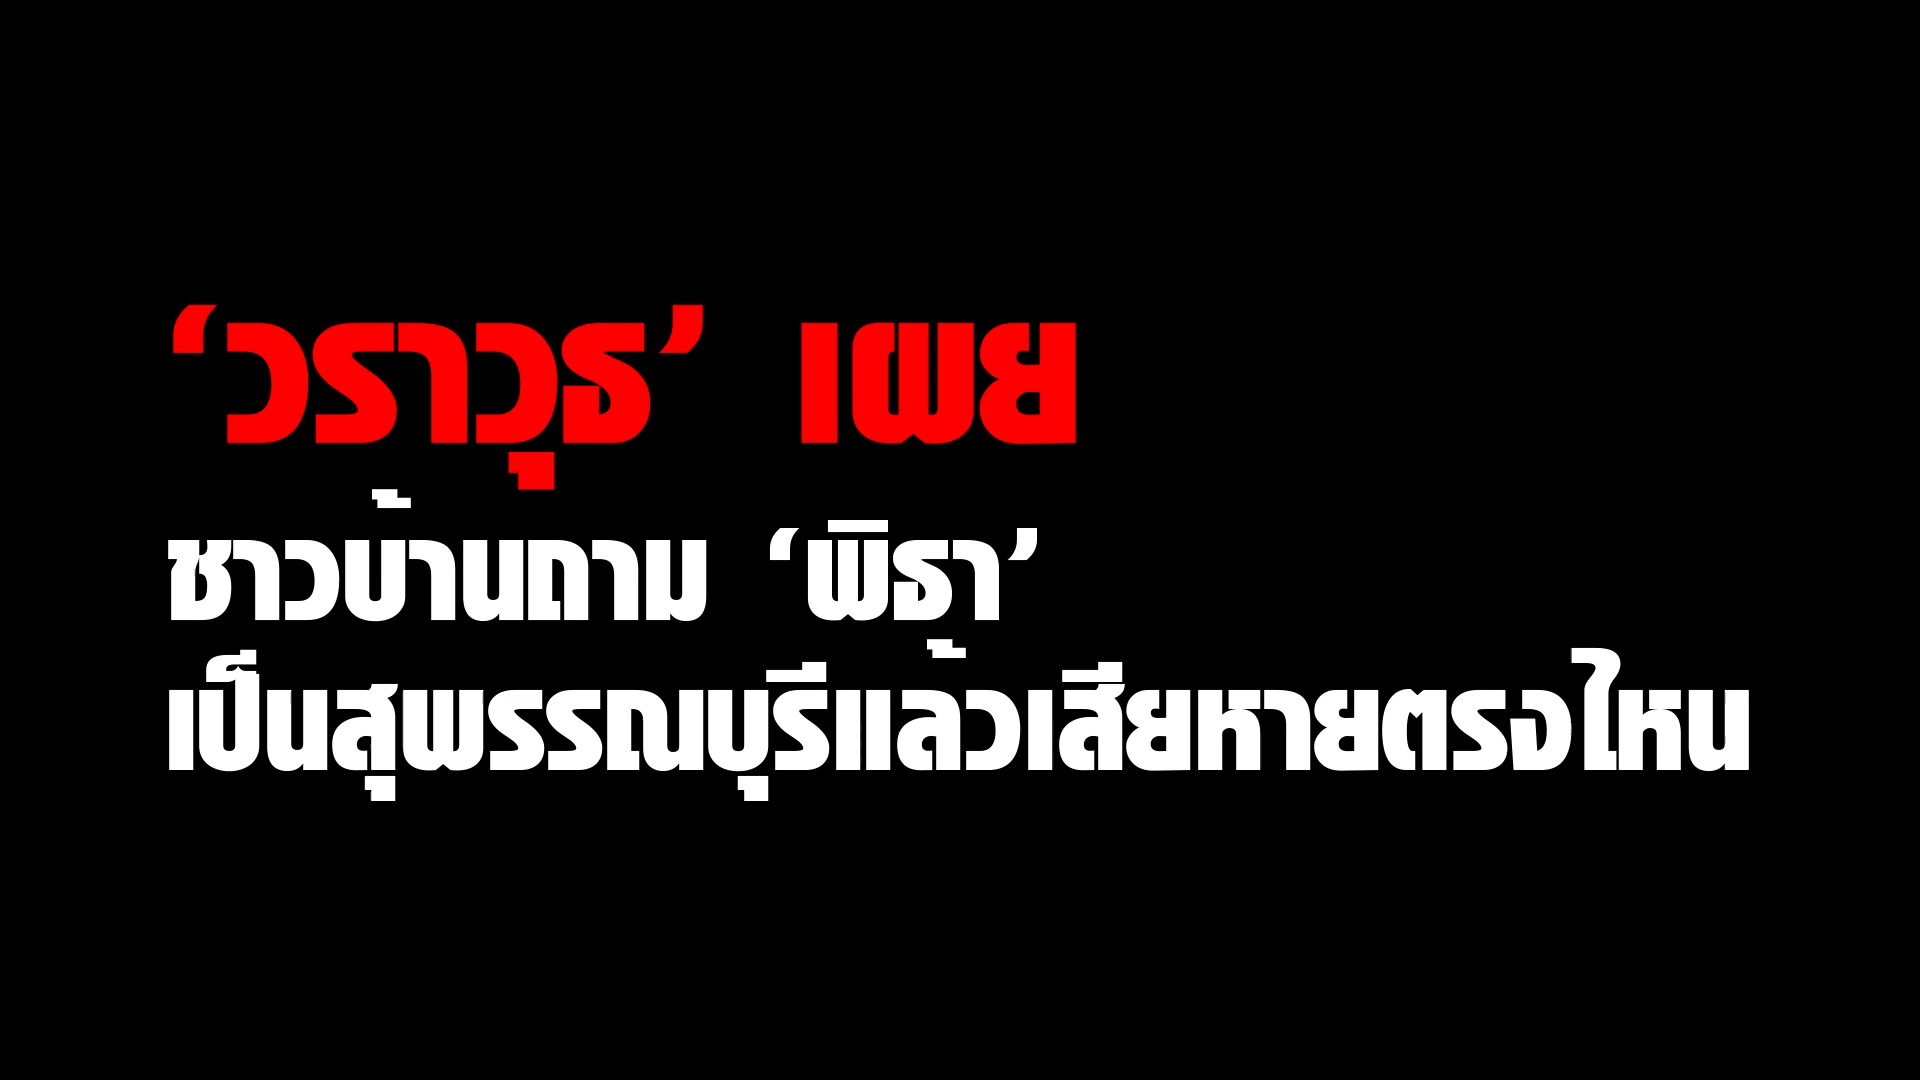 ‘วราวุธ’ เผย
ชาวบ้านถาม ‘พิธา’
เป็นสุพรรณบุรีแล้วเสียหายตรงไหน